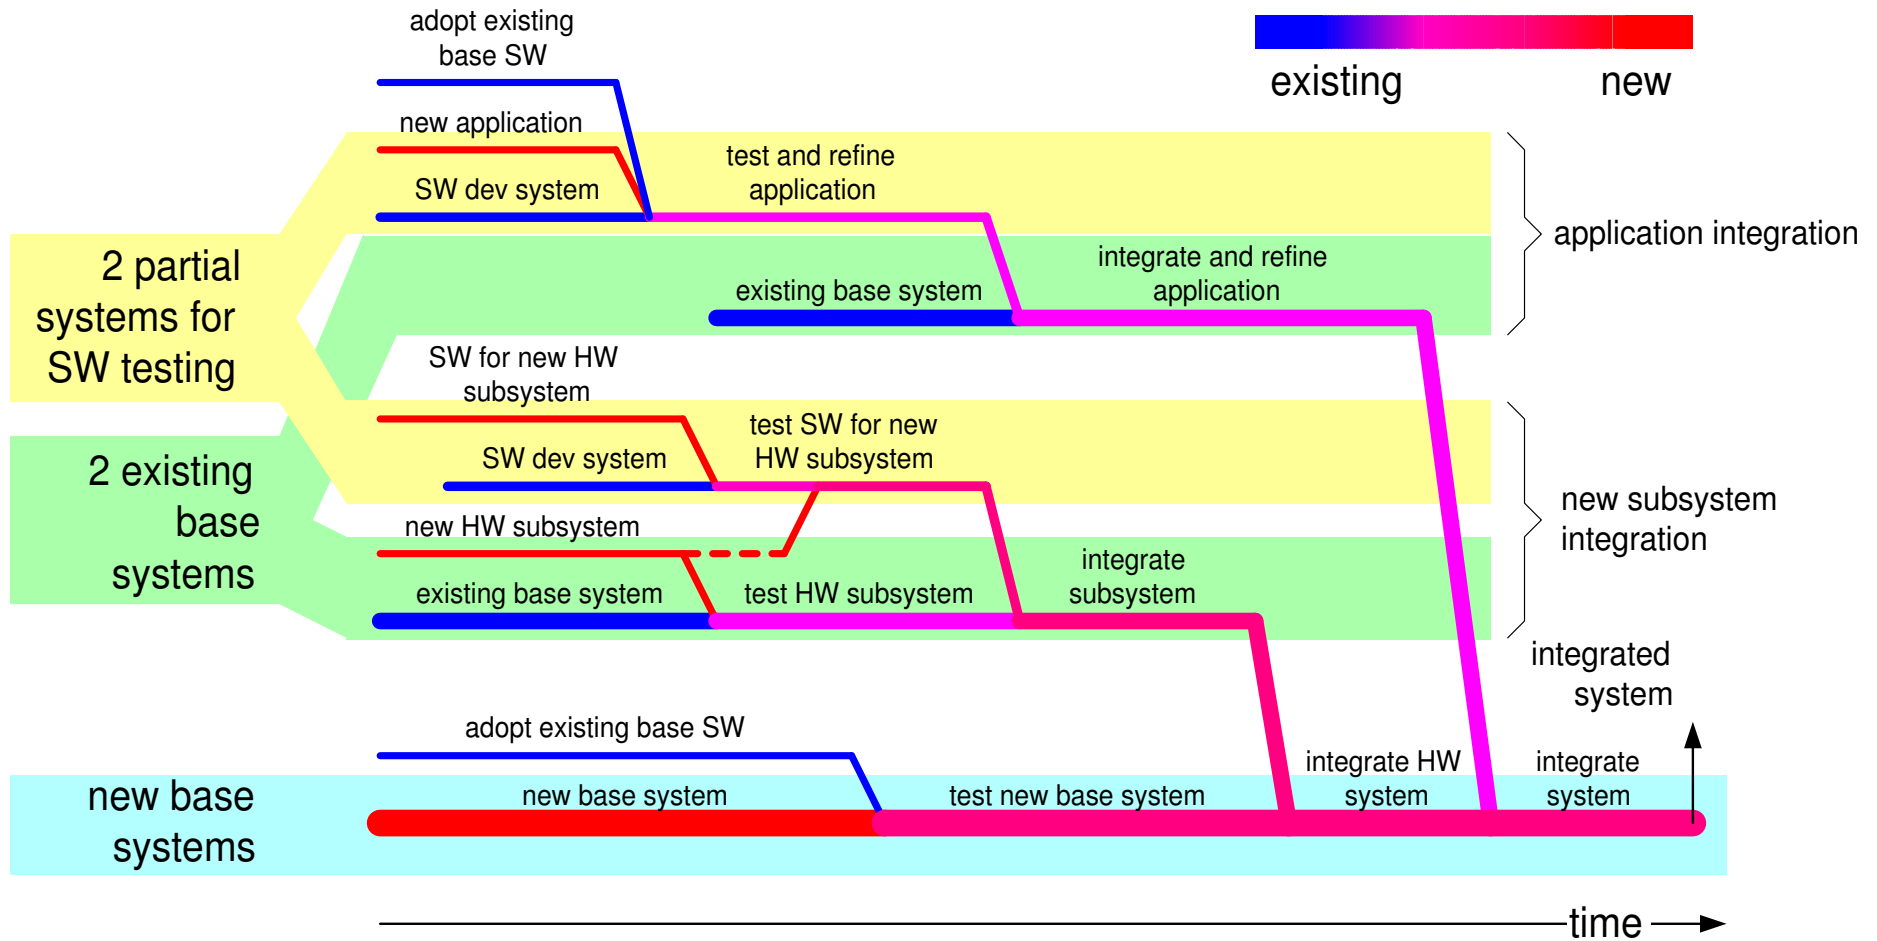 adopt existing
base SW
existing
new
new application
test and refine
application
SW dev system
application integration
2 partial
systems for
SW testing
integrate and refine
application
existing base system
SW for new HW
subsystem
test SW for new
HW subsystem
SW dev system
2 existing
base
systems
new HW subsystem
new subsystem
integration
integrate
subsystem
existing base system
test HW subsystem
integrated
system
adopt existing base SW
integrate HW
system
integrate
system
new base
systems
new base system
test new base system
time